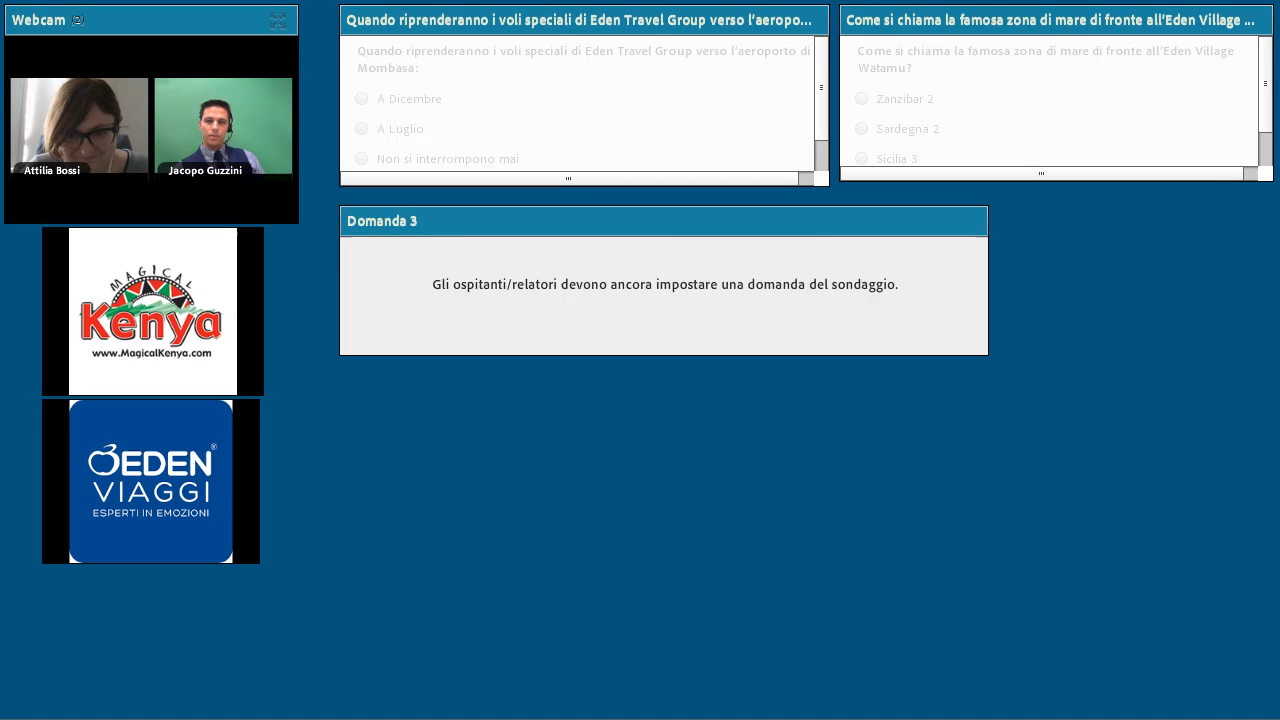 Webcam (2)
Attilia Bossi
Jacopo Guzzini
MAGICAL
Kenya
www.MagicalKenya.com
EDEN®
VIAGGI
ESPERTI IN EMOZIONI
Quando riprenderanno i voli speciali di Eden Travel Group verso l'aeropo...
Quando riprenderanno i voli speciali di Eden Travel Group verso l'aeroporto di
Mombasa:
A Dicembre
A Luglio
Non si interrompono mai
Come si chiama la famosa zona di mare di fronte all'Eden Village ...
Come si chiama la famosa zona di mare di fronte all'Eden Village
Watamu?
Zanzibar 2
Sardegna 2
Sicilia 3
Domanda 3
Gli ospitanti/relatori devono ancora impostare una domanda del sondaggio.